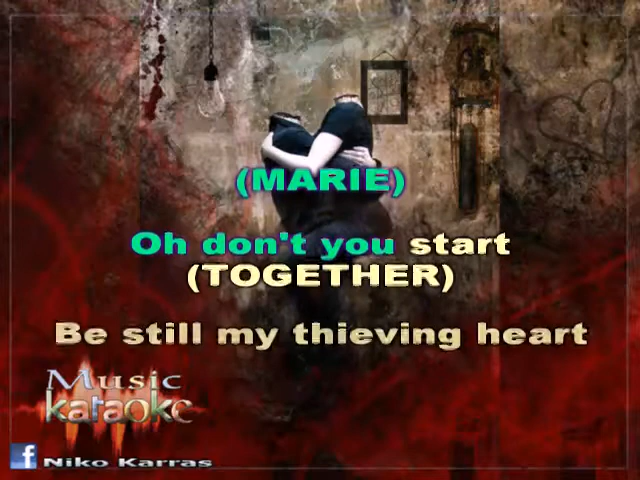 (MARIE)
Oh don't you start
(TOGETHER)
Be still my thieving heart
Music
karaoke
f Niko Karras